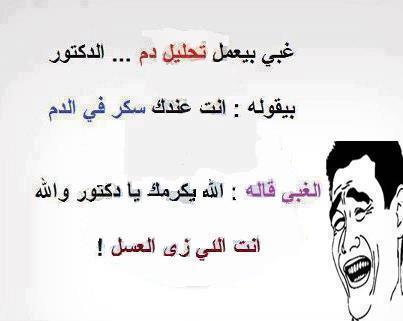 غبي بيعمل تحليل دم ... الدكتور
بيقوله : انت عندك سكر في الدم
الغبي قاله : الله يكرمك يا دكتور والله
انت اللي زى العسل !